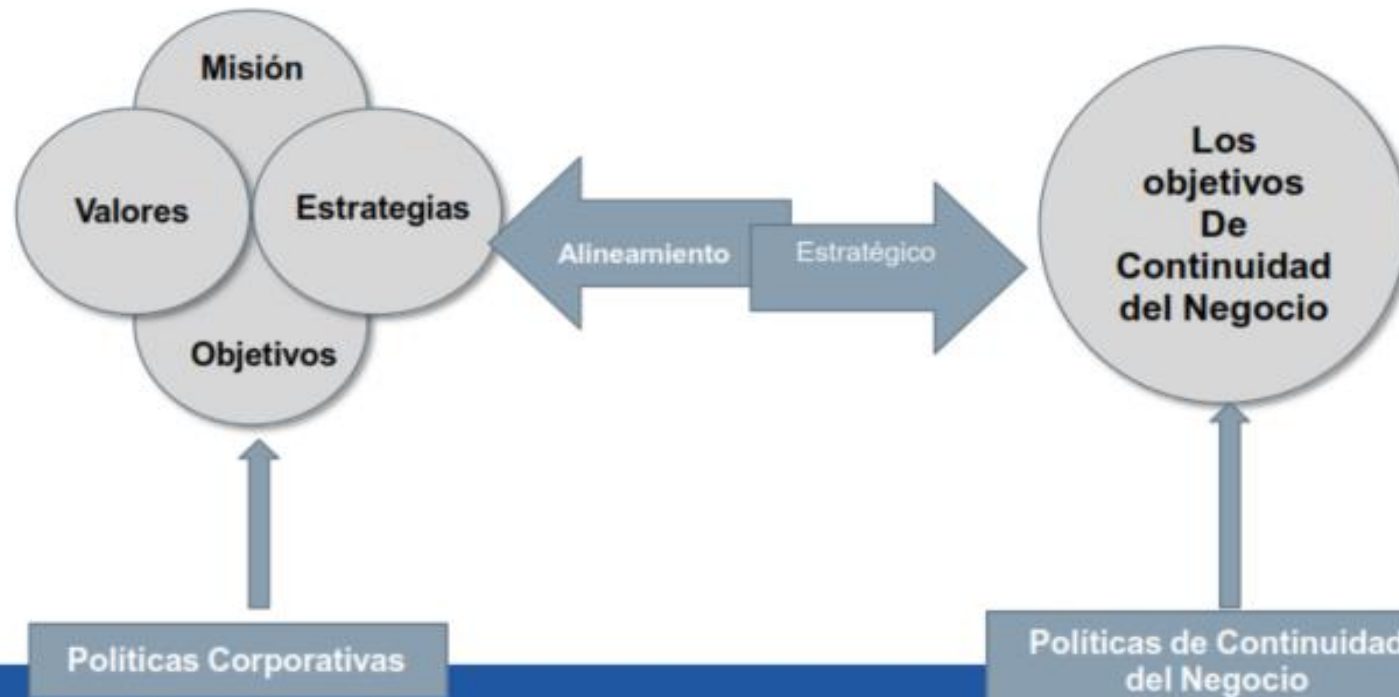 Misión
Valores
Estrategias
Objetivos
Alineamiento
Estratégico
Los
objetivos
De
Continuidad
del Negocio
Políticas Corporativas
Políticas de Continuidad
del Negocio